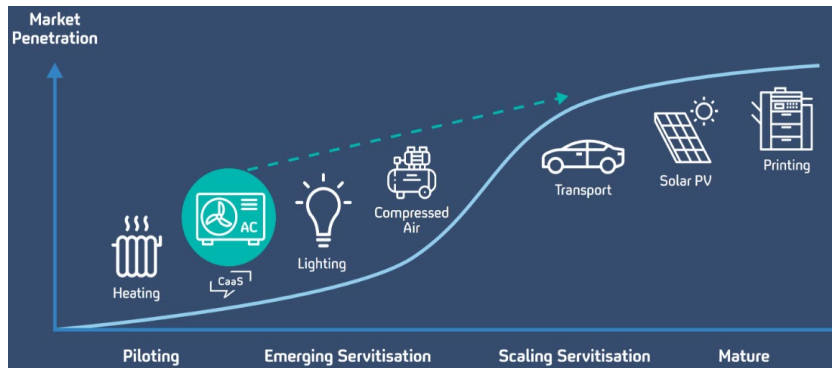 Market
Penetration
AC
CaaS
Heating
Lighting
Compressed
Air
Transport
Solar PV
Printing
Piloting
Emerging Servitisation
Scaling Servitisation
Mature